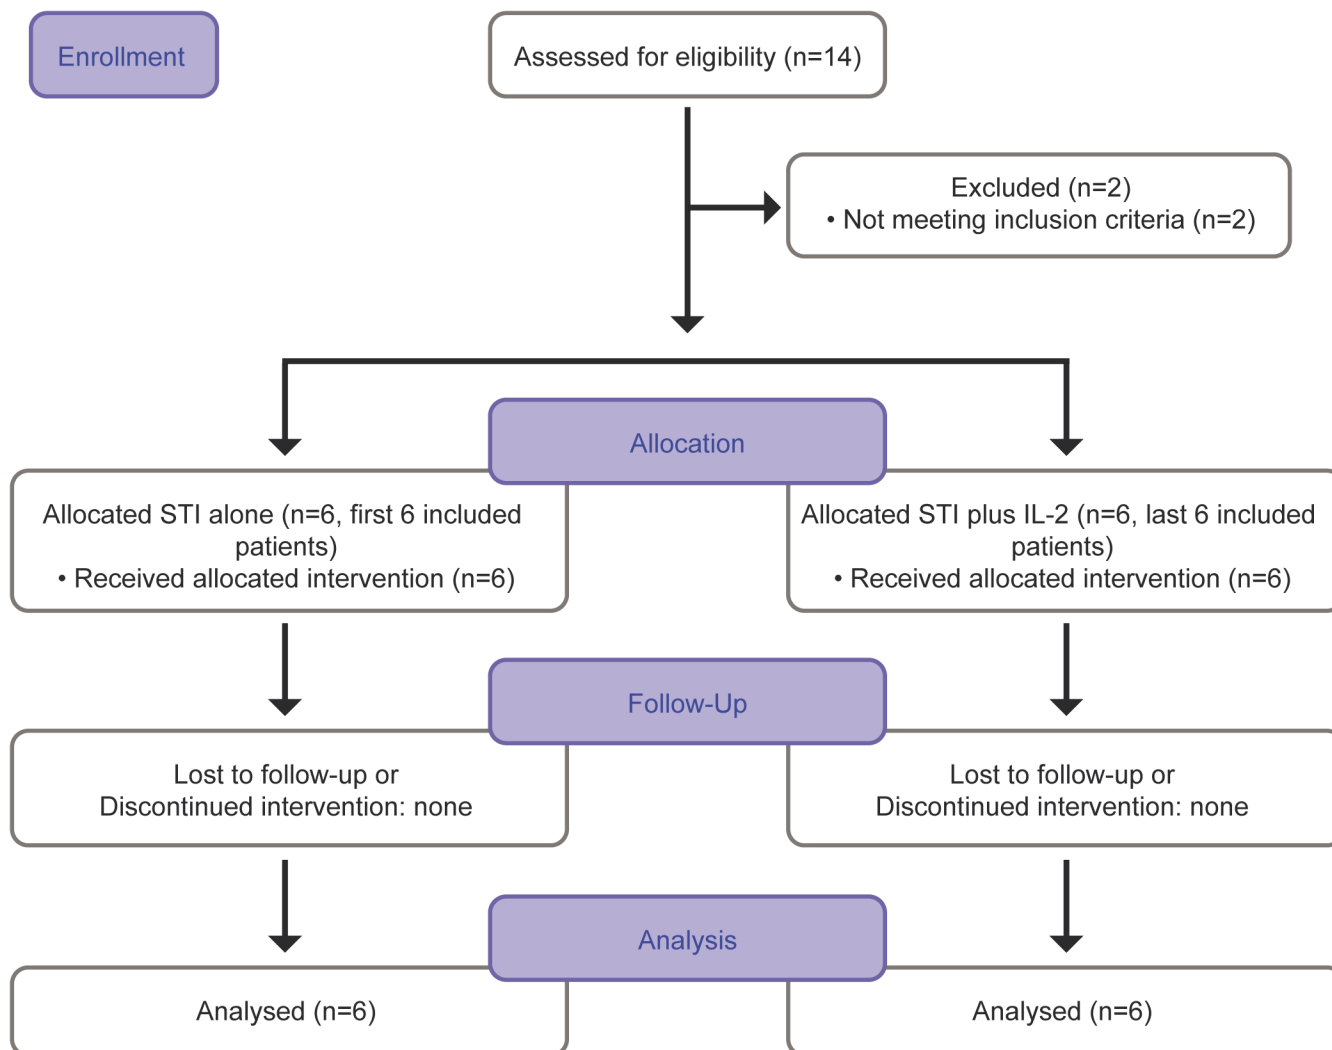 Enrollment
Assessed for eligibility (n=14)
Excluded (n=2)
• Not meeting inclusion criteria (n=2)
Allocation
Allocated STI alone (n=6, first 6 included
patients)
• Received allocated intervention (n=6)
Allocated STI plus IL-2 (n=6, last 6 included
patients)
• Received allocated intervention (n=6)
Follow-Up
Lost to follow-up or
Discontinued intervention: none
Lost to follow-up or
Discontinued intervention: none
Analysis
Analysed (n=6)
Analysed (n=6)